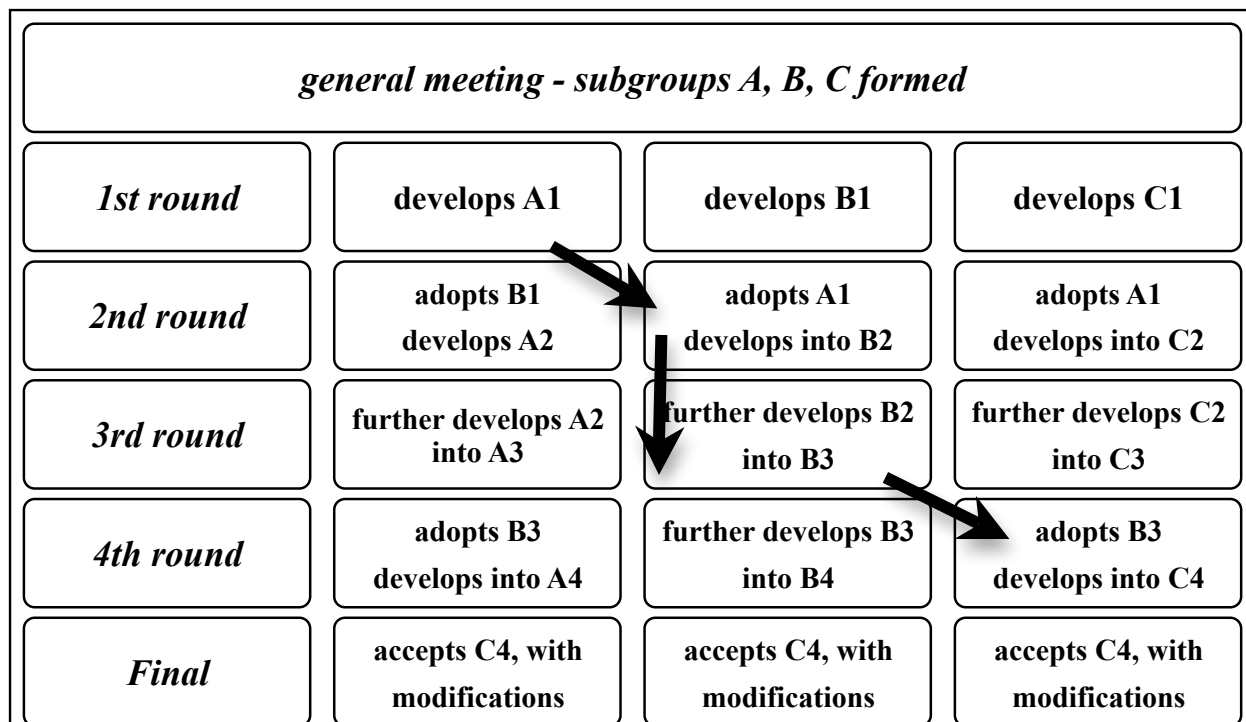 general meeting - subgroups A, B, C formed
1st round
develops A1
develops B1
develops C1
2nd round
adopts B1
develops A2
adopts A1
develops into B2
adopts A1
develops into C2
3rd round
further develops A2
into A3
further develops B2
into B3
further develops C2
into C3
4th round
adopts B3
develops into A4
further develops B3
into B4
adopts B3
develops into C4
Final
accepts C4, with
modifications
accepts C4, with
modifications
accepts C4, with
modifications